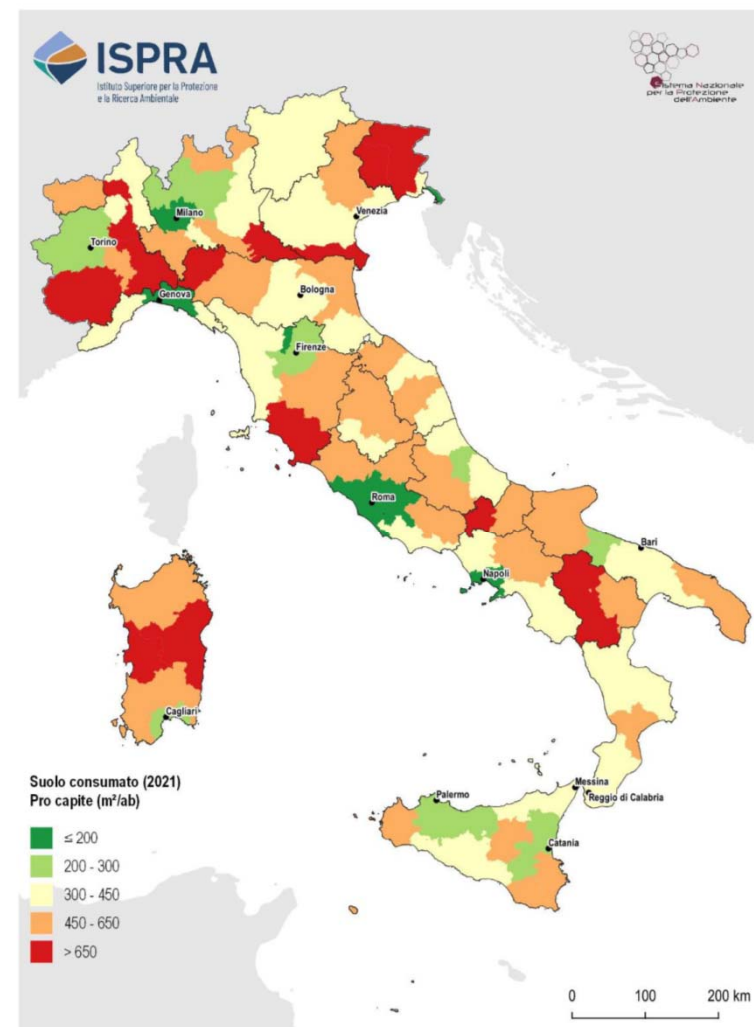 ISPRA
Istituto Superiore per la Protezione
e la Ricerca Ambientale
Sistema Nazionale
per la Protezione
dell'Ambiente
Milano
Venezia
Torino
Genova
Bologna
Firenze
Roma
Bari
Napoli
Cagliari
Messina
Palermo
Reggio di Calabria
Catania
Suolo consumato (2021)
Pro capite (m²/ab)
≤ 200
200 - 300
300 - 450
450 - 650
> 650
0 100 200 km